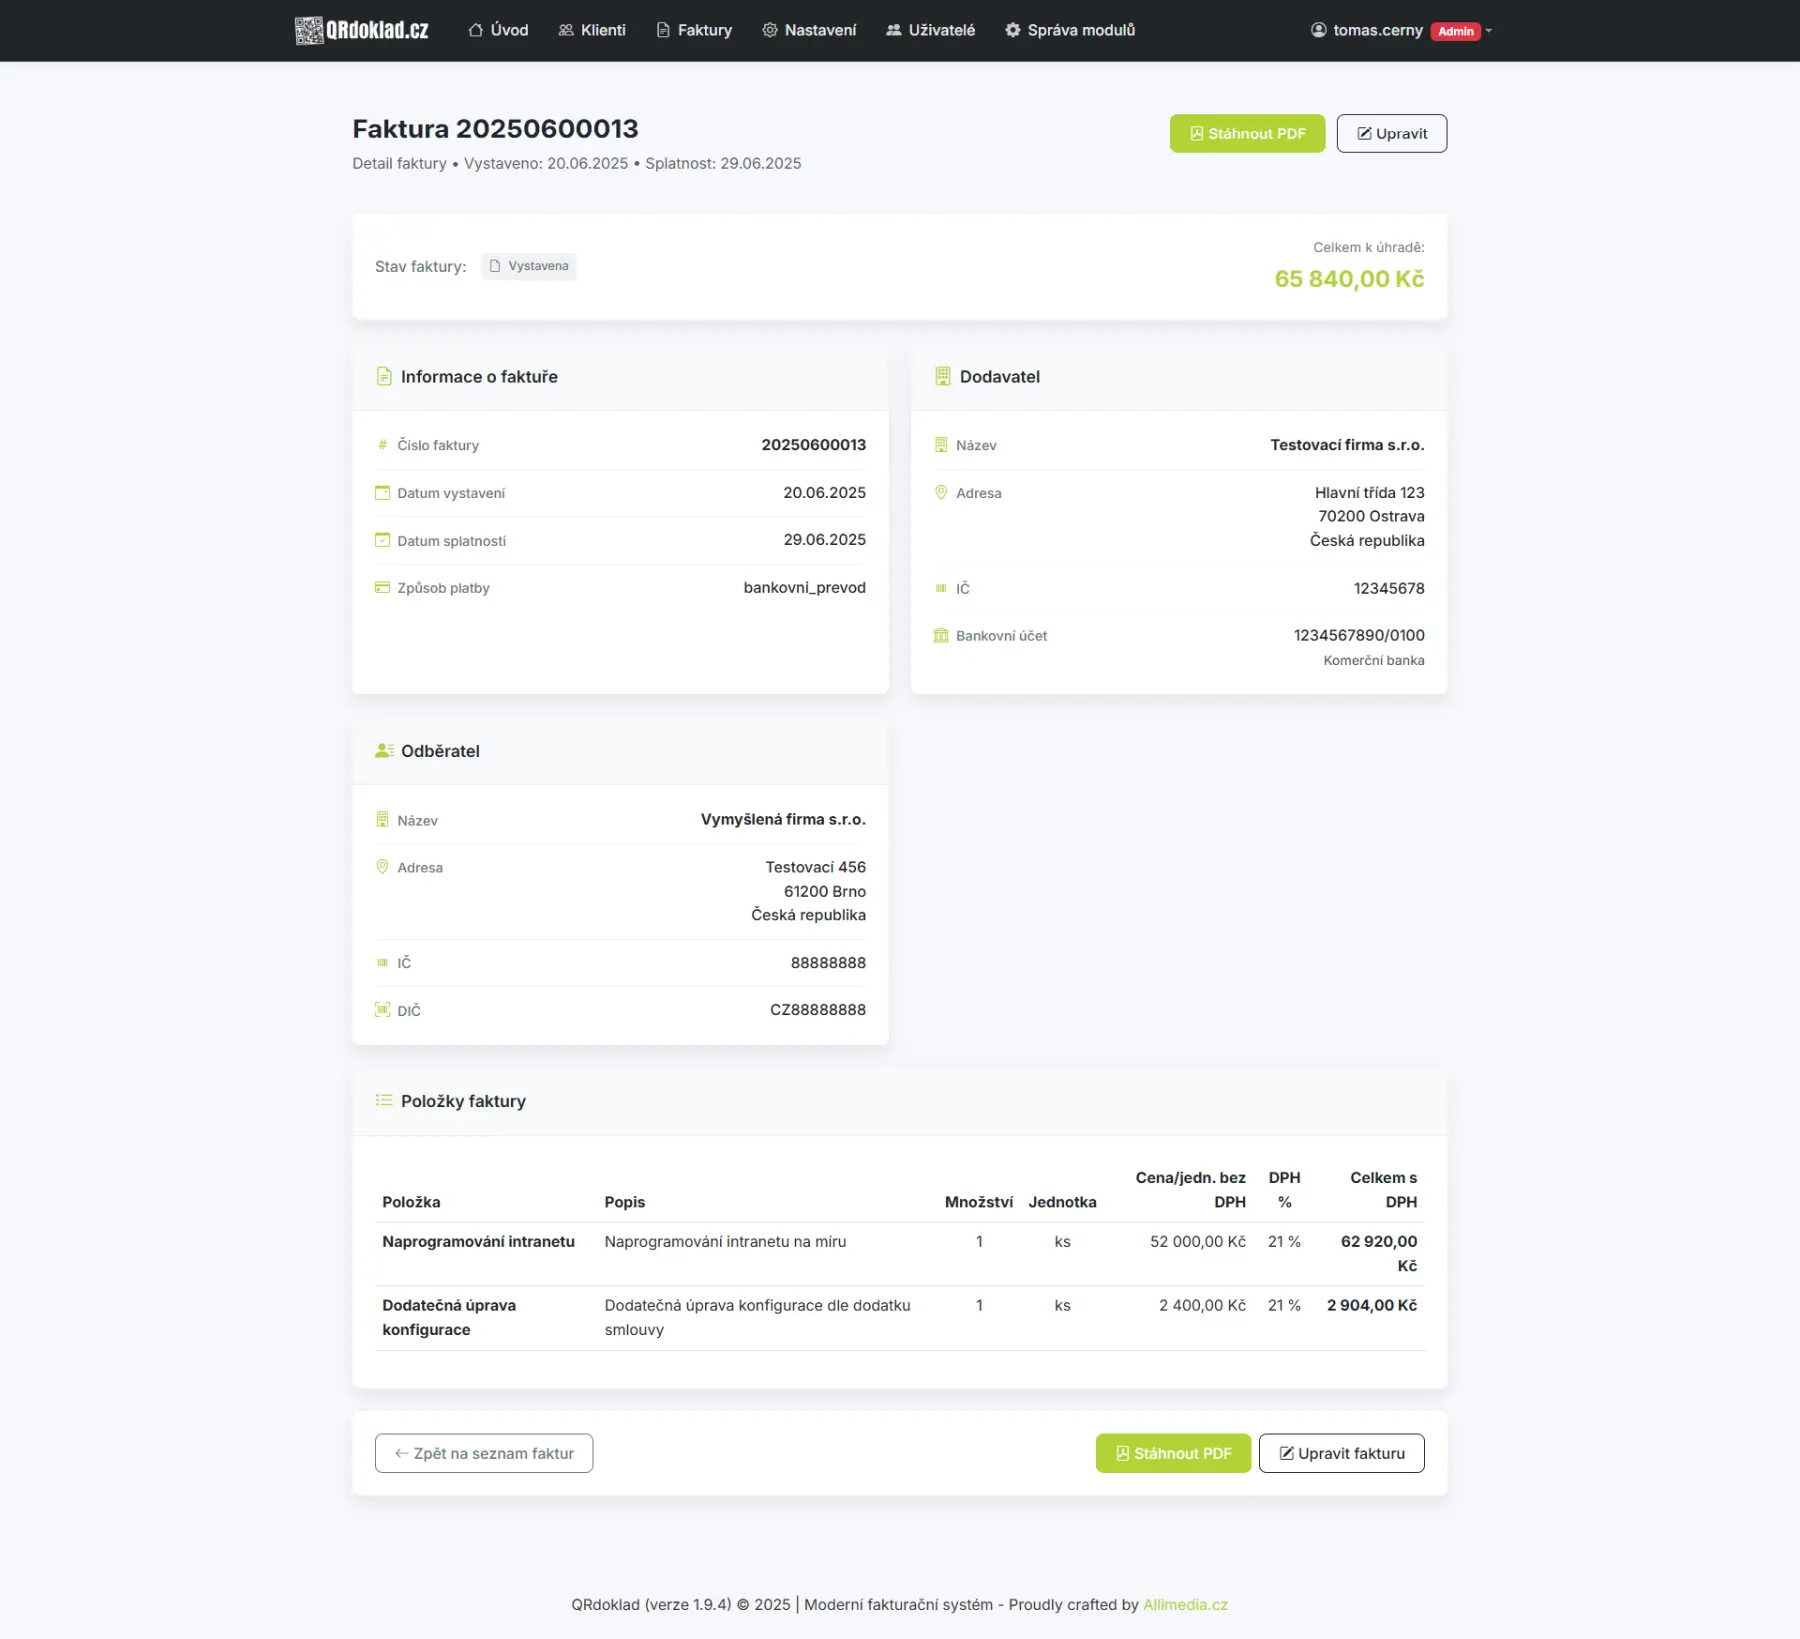 QRdoklad.cz Úvod Klienti Faktury Nastavení Uživatelé Správa modulů tomas.cerny Admin
Faktura 20250600013
Stáhnout PDF Upravit
Detail faktury • Vystaveno: 20.06.2025 • Splatnost: 29.06.2025
Celkem k úhradě:
Stav faktury: Vystavena
65 840,00 Kč
Informace o faktuře
# Číslo faktury 20250600013
Datum vystavení 20.06.2025
Datum splatnosti 29.06.2025
Způsob platby bankovni_prevod
Dodavatel
Název Testovací firma s.r.o.
Adresa Hlavní třída 123
70200 Ostrava
Česká republika
IČ 12345678
Bankovní účet 1234567890/0100
Komerční banka
Odběratel
Název Vymyšlená firma s.r.o.
Adresa Testovací 456
61200 Brno
Česká republika
IČ 88888888
DIČ CZ88888888
Položky faktury
Položka Popis Množství Jednotka Cena/jedn. bez DPH DPH % Celkem s DPH
Naprogramování intranetu Naprogramování intranetu na míru 1 ks 52 000,00 Kč 21 % 62 920,00 Kč
Dodatečná úprava konfigurace Dodatečná úprava konfigurace dle dodatku smlouvy 1 ks 2 400,00 Kč 21 % 2 904,00 Kč
← Zpět na seznam faktur Stáhnout PDF Upravit fakturu
QRdoklad (verze 1.9.4) © 2025 | Moderní fakturační systém - Proudly crafted by Allimedia.cz